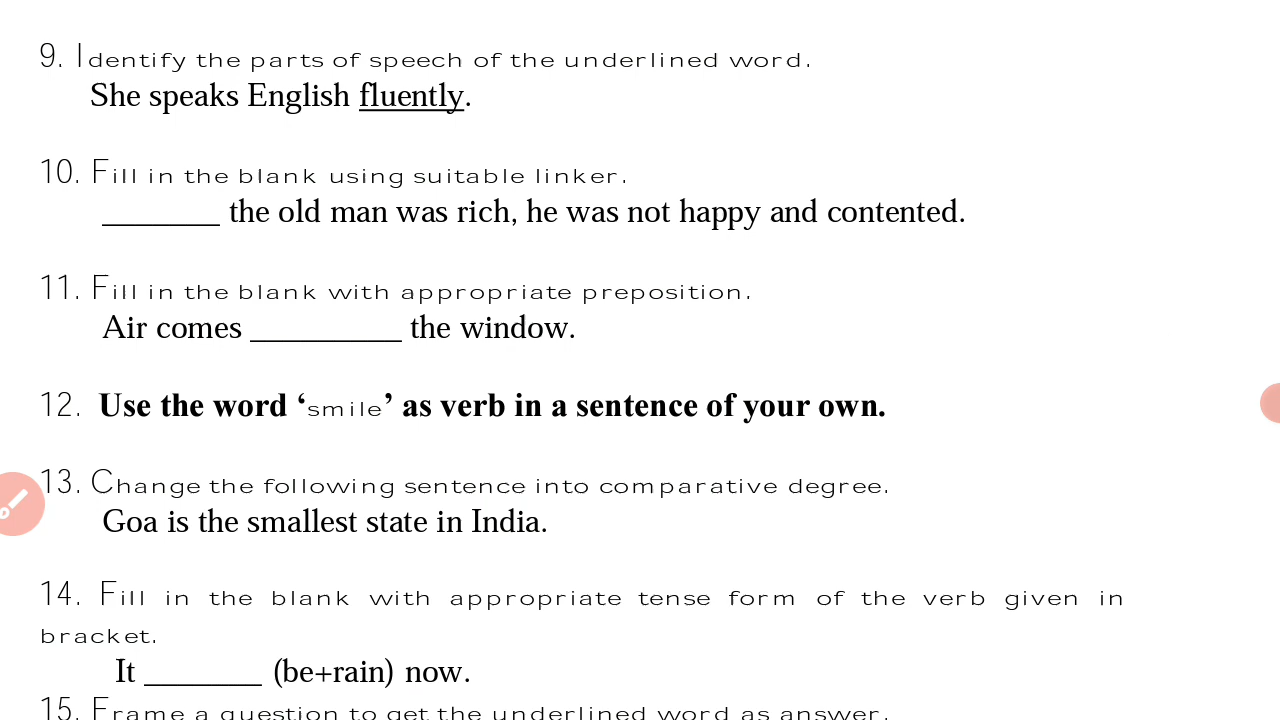 9. Identify the parts of speech of the underlined word.
She speaks English fluently.
10. Fill in the blank using suitable linker.
_______ the old man was rich, he was not happy and contented.
11. Fill in the blank with appropriate preposition.
Air comes _________ the window.
12. Use the word ‘smile’ as verb in a sentence of your own.
13. Change the following sentence into comparative degree.
Goa is the smallest state in India.
14. Fill in the blank with appropriate tense form of the verb given in
bracket.
It _______ (be+rain) now.
15. Frame a question to get the underlined word as answer.